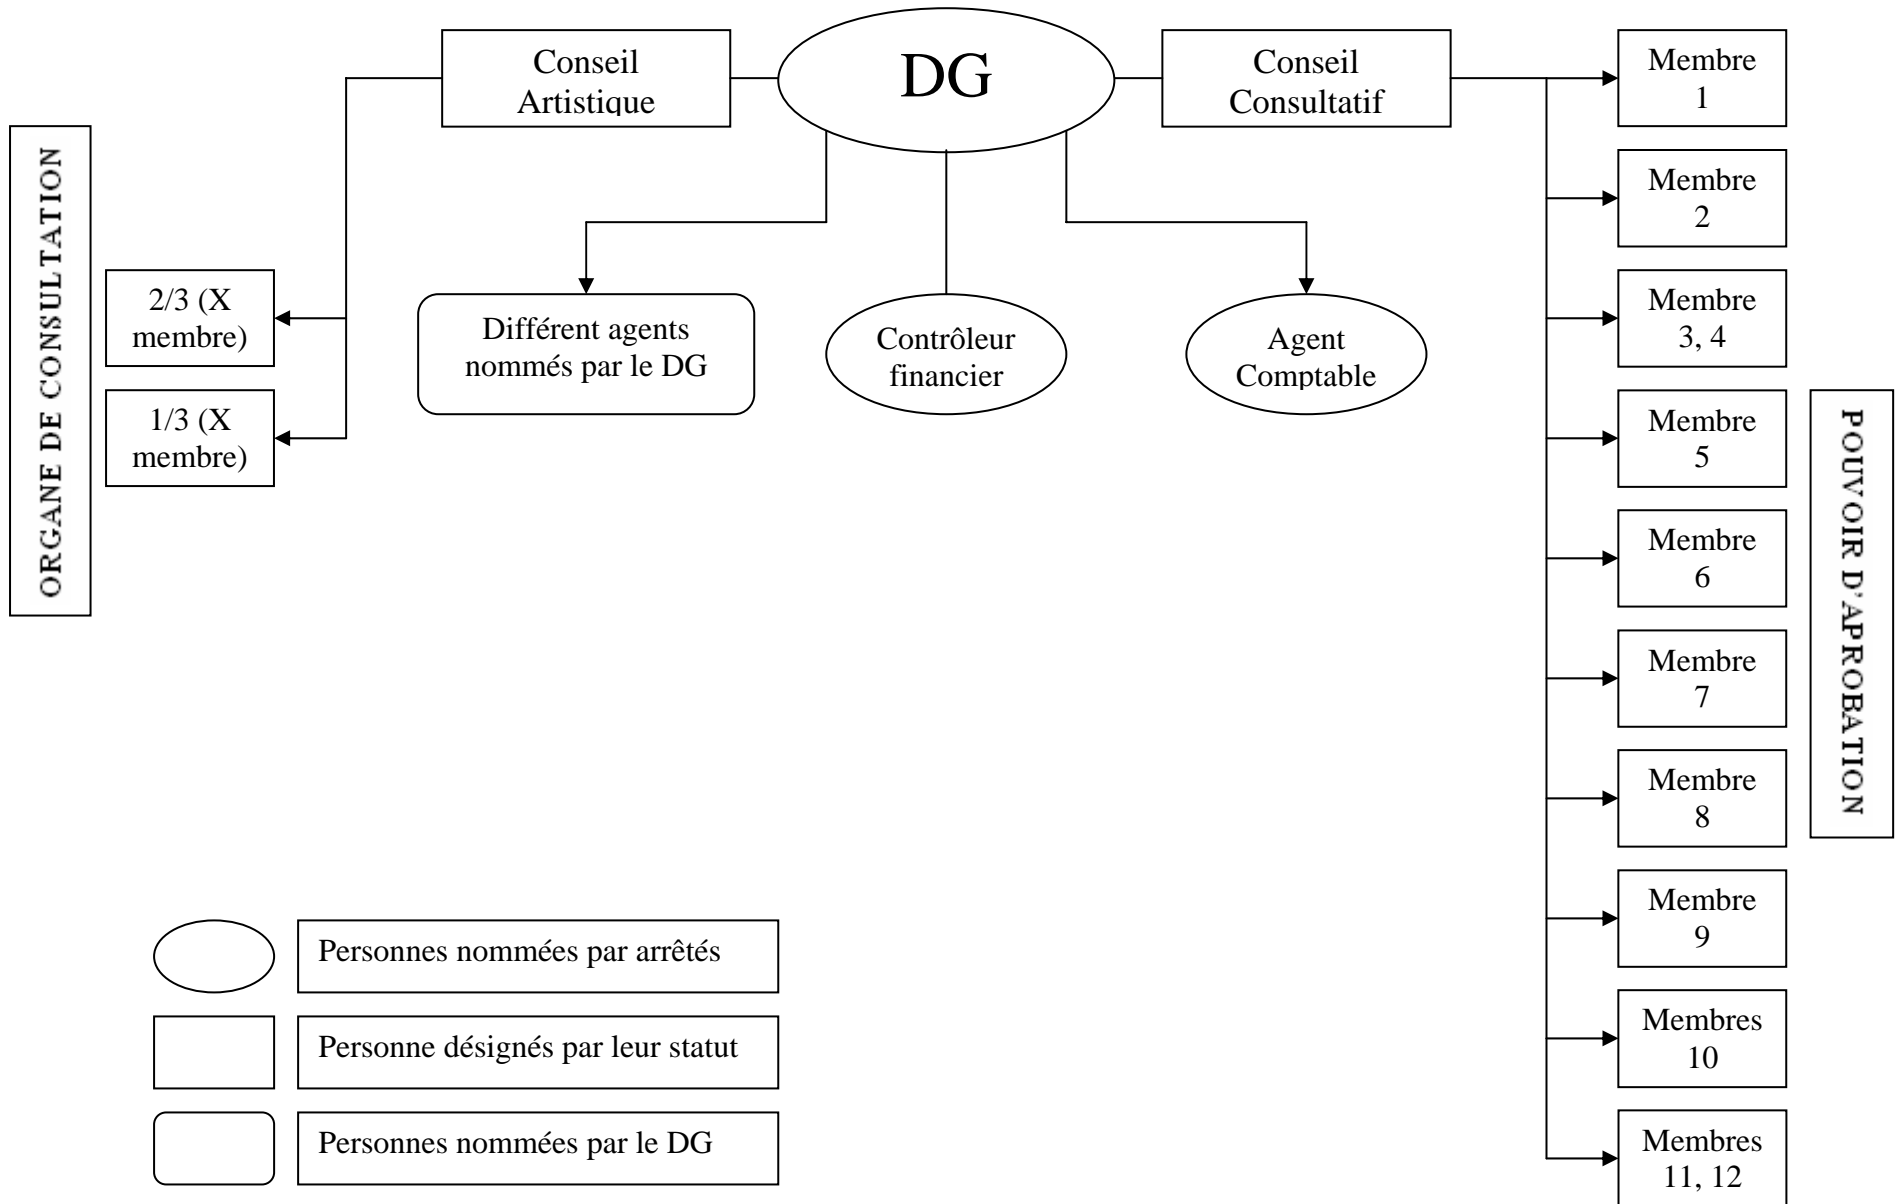 Conseil
Artistique
DG
Conseil
Consultatif
Membre
1
Membre
2
Membre
3, 4
Membre
5
Membre
6
Membre
7
Membre
8
Membre
9
Membres
10
Membres
11, 12
POUVOIR D'APROBATION
ORGANE DE CONSULTATION
2/3 (X
membre)
1/3 (X
membre)
Différent agents
nommés par le DG
Contrôleur
financier
Agent
Comptable
Personnes nommées par arrêtés
Personne désignés par leur statut
Personnes nommées par le DG